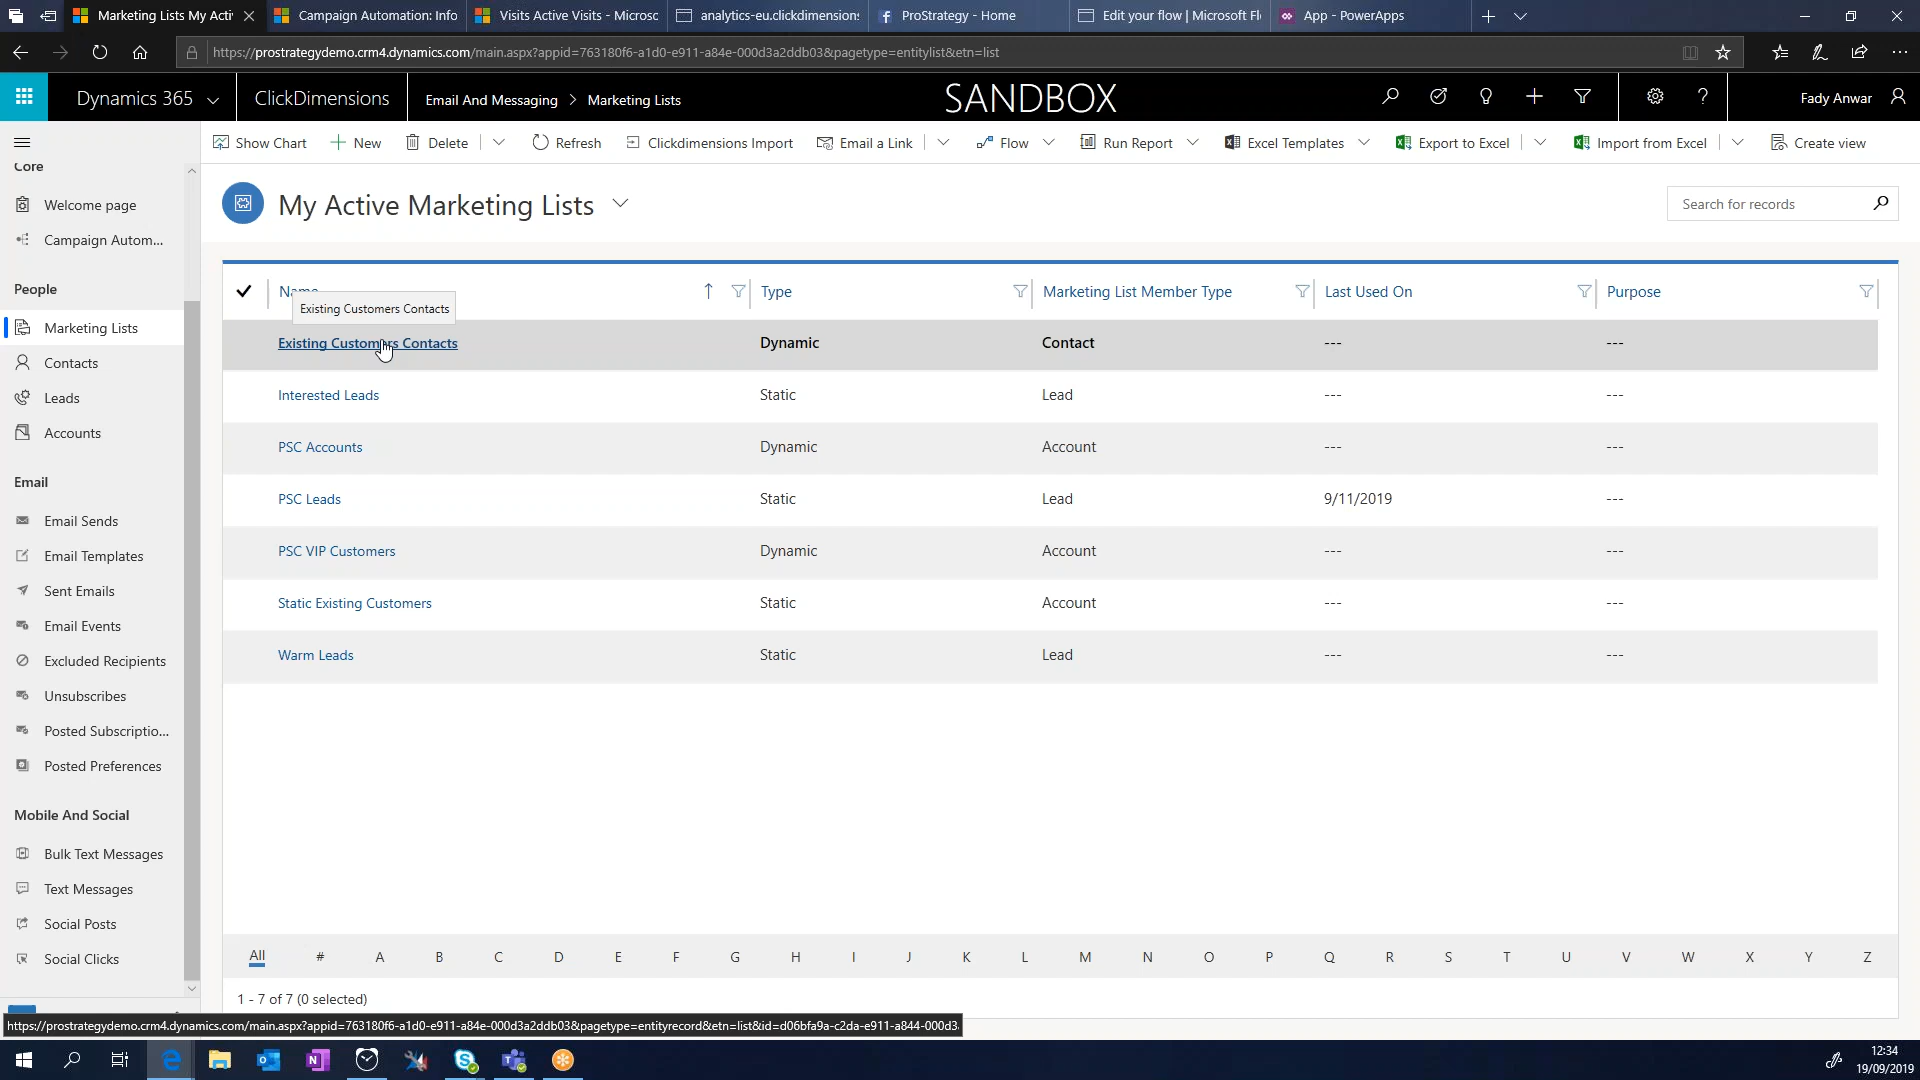 Marketing Lists My Acti
Campaign Automation: Info
Visits Active Visits - Microsc
analytics-eu.clickdimensions
ProStrategy - Home
Edit your flow | Microsoft Fl
App - PowerApps
https://prostrategydemo.crm4.dynamics.com/main.aspx?appid=763180f6-a1d0-e911-a84e-000d3a2ddb03&pagetype=entitylist&etn=list
Dynamics 365
ClickDimensions
Email And Messaging > Marketing Lists
SANDBOX
Fady Anwar
Show Chart
New
Delete
Refresh
Clickdimensions Import
Email a Link
Flow
Run Report
Excel Templates
Export to Excel
Import from Excel
Create view
Core
Welcome page
Campaign Autom...
People
Marketing Lists
Contacts
Leads
Accounts
Email
Email Sends
Email Templates
Sent Emails
Email Events
Excluded Recipients
Unsubscribes
Posted Subscriptio...
Posted Preferences
Mobile And Social
Bulk Text Messages
Text Messages
Social Posts
Social Clicks
My Active Marketing Lists
Search for records
Name Type Marketing List Member Type Last Used On Purpose
Existing Customers Contacts
Existing Customers Contacts Dynamic Contact --- ---
Interested Leads Static Lead --- ---
PSC Accounts Dynamic Account --- ---
PSC Leads Static Lead 9/11/2019 ---
PSC VIP Customers Dynamic Account --- ---
Static Existing Customers Static Account --- ---
Warm Leads Static Lead --- ---
All # A B C D E F G H I J K L M N O P Q R S T U V W X Y Z
1 - 7 of 7 (0 selected)
https://prostrategydemo.crm4.dynamics.com/main.aspx?appid=763180f6-a1d0-e911-a84e-000d3a2ddb03&pagetype=entityrecord&etn=list&id=d06bfa9a-c2da-e911-a844-000d3
12:34
19/09/2019